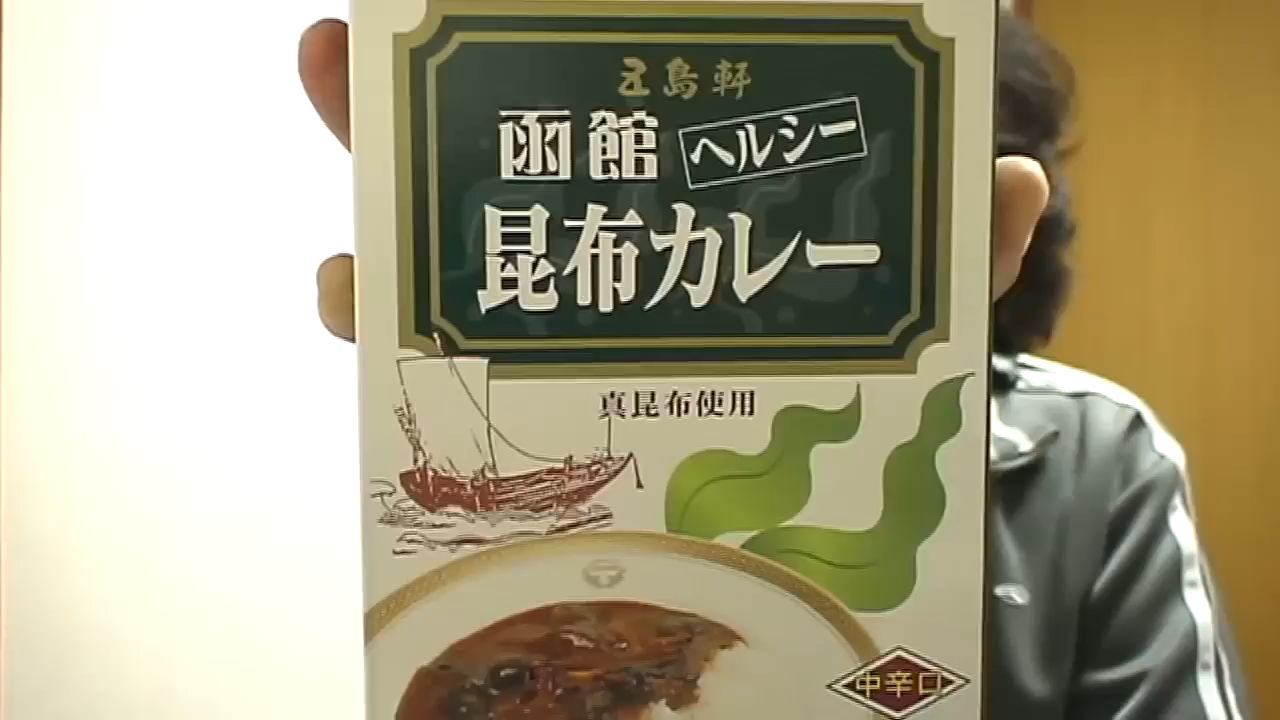 五島軒
函館 ヘルシー
昆布カレー
真昆布使用
中辛口